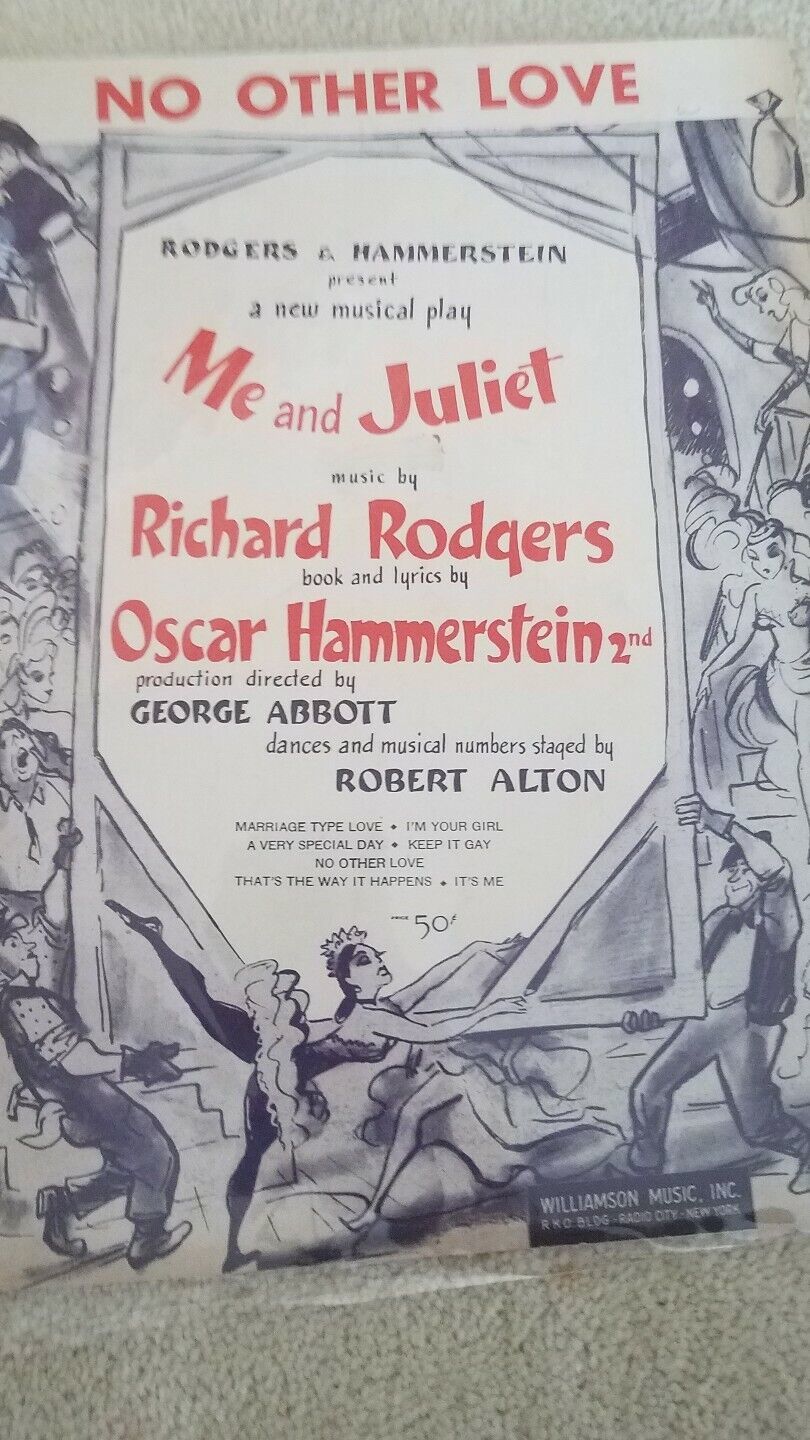 NO OTHER LOVE
RODGERS & HAMMERSTEIN
present
a new musical play
Me and Juliet
music by
Richard Rodgers
book and lyrics by
Oscar Hammerstein 2nd
production directed by
GEORGE ABBOTT
dances and musical numbers staged by
ROBERT ALTON
MARRIAGE TYPE LOVE ◆ I'M YOUR GIRL
A VERY SPECIAL DAY ◆ KEEP IT GAY
NO OTHER LOVE
THAT'S THE WAY IT HAPPENS ◆ IT'S ME
PRICE 50¢
WILLIAMSON MUSIC, INC.
R K O BLDG - RADIO CITY - NEW YORK